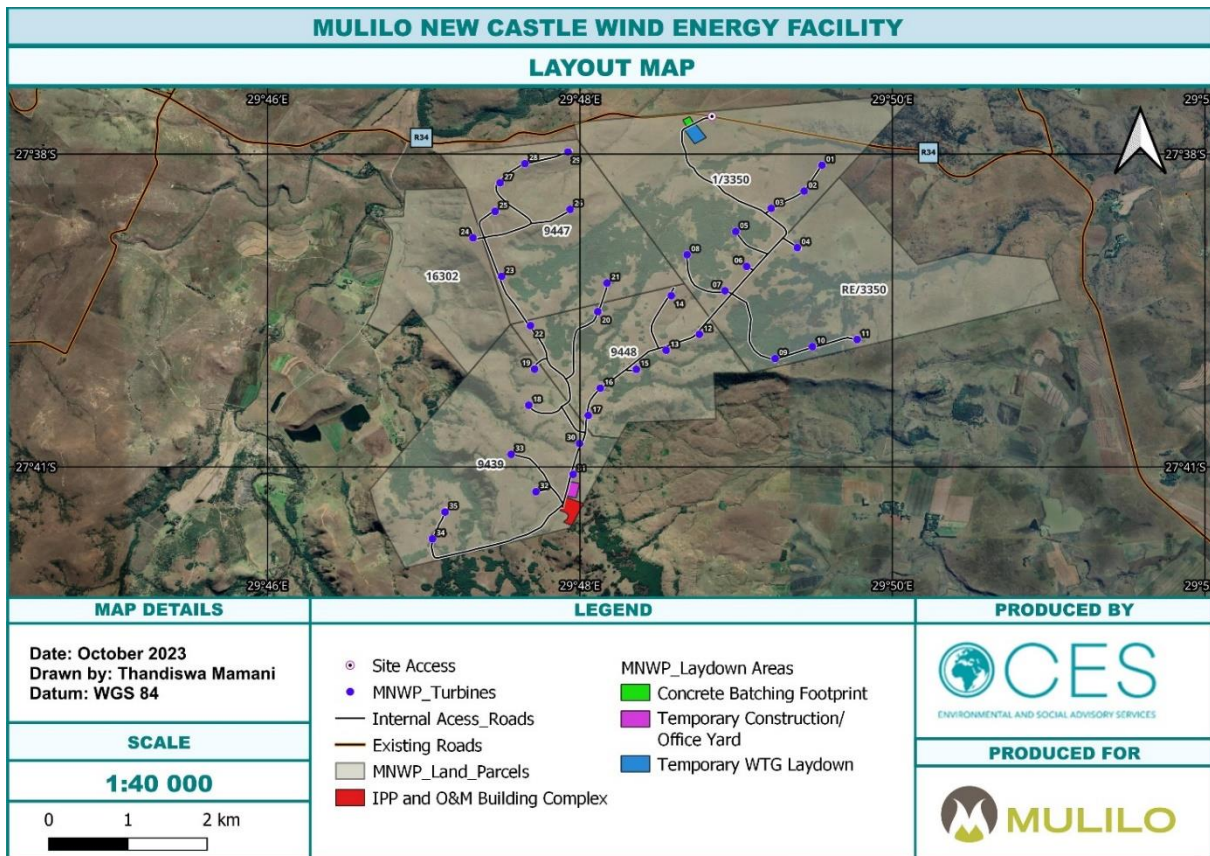 MULILO NEW CASTLE WIND ENERGY FACILITY
LAYOUT MAP
29°46'E
29°48'E
29°50'E
R34
R34
27°38'S
27°38'S
28
29
01
27
1/3350
02
25
26
03
9447
05
24
04
08
06
16302
23
21
07
RE/3350
14
20
22
12
11
9448
13
10
19
09
15
16
18
17
30
33
27°41'S
9439
31
27°41'S
32
35
34
29°46'E
29°48'E
29°50'E
MAP DETAILS
Date: October 2023
Drawn by: Thandiswa Mamani
Datum: WGS 84
SCALE
1:40 000
0 1 2 km
LEGEND
Site Access
MNWP_Turbines
Internal Acess_Roads
Existing Roads
MNWP_Land_Parcels
IPP and O&M Building Complex
MNWP_Laydown Areas
Concrete Batching Footprint
Temporary Construction/
Office Yard
Temporary WTG Laydown
PRODUCED BY
CES
ENVIRONMENTAL AND SOCIAL ADVISORY SERVICES
PRODUCED FOR
MULILO